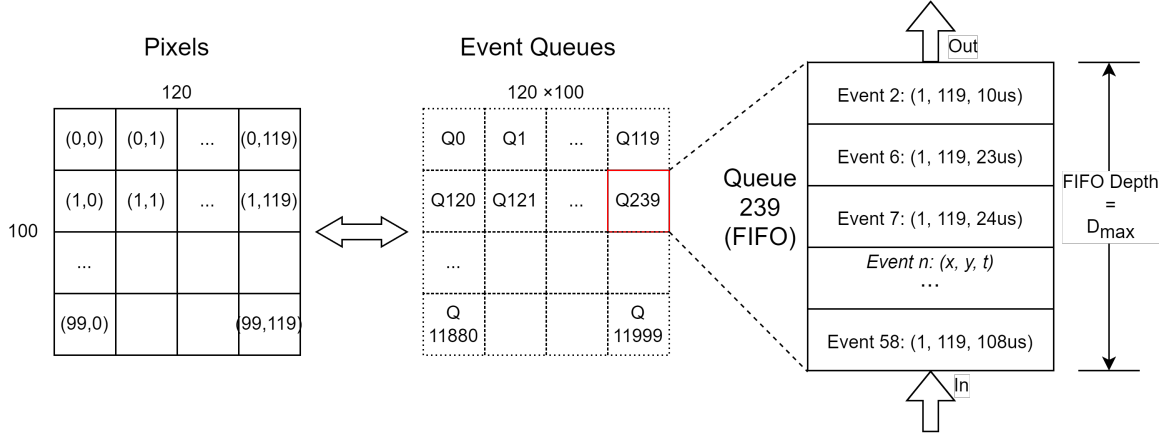 Pixels
120
100
(0,0) (0,1) ... (0,119)
(1,0) (1,1) ... (1,119)
...
(99,0) (99,119)
Event Queues
120 ×100
Q0 Q1 ... Q119
Q120 Q121 ... Q239
...
Q Q
11880 11999
Queue
239
(FIFO)
Out
Event 2: (1, 119, 10us)
Event 6: (1, 119, 23us)
Event 7: (1, 119, 24us)
Event n: (x, y, t)
...
Event 58: (1, 119, 108us)
In
FIFO Depth
=
Dmax